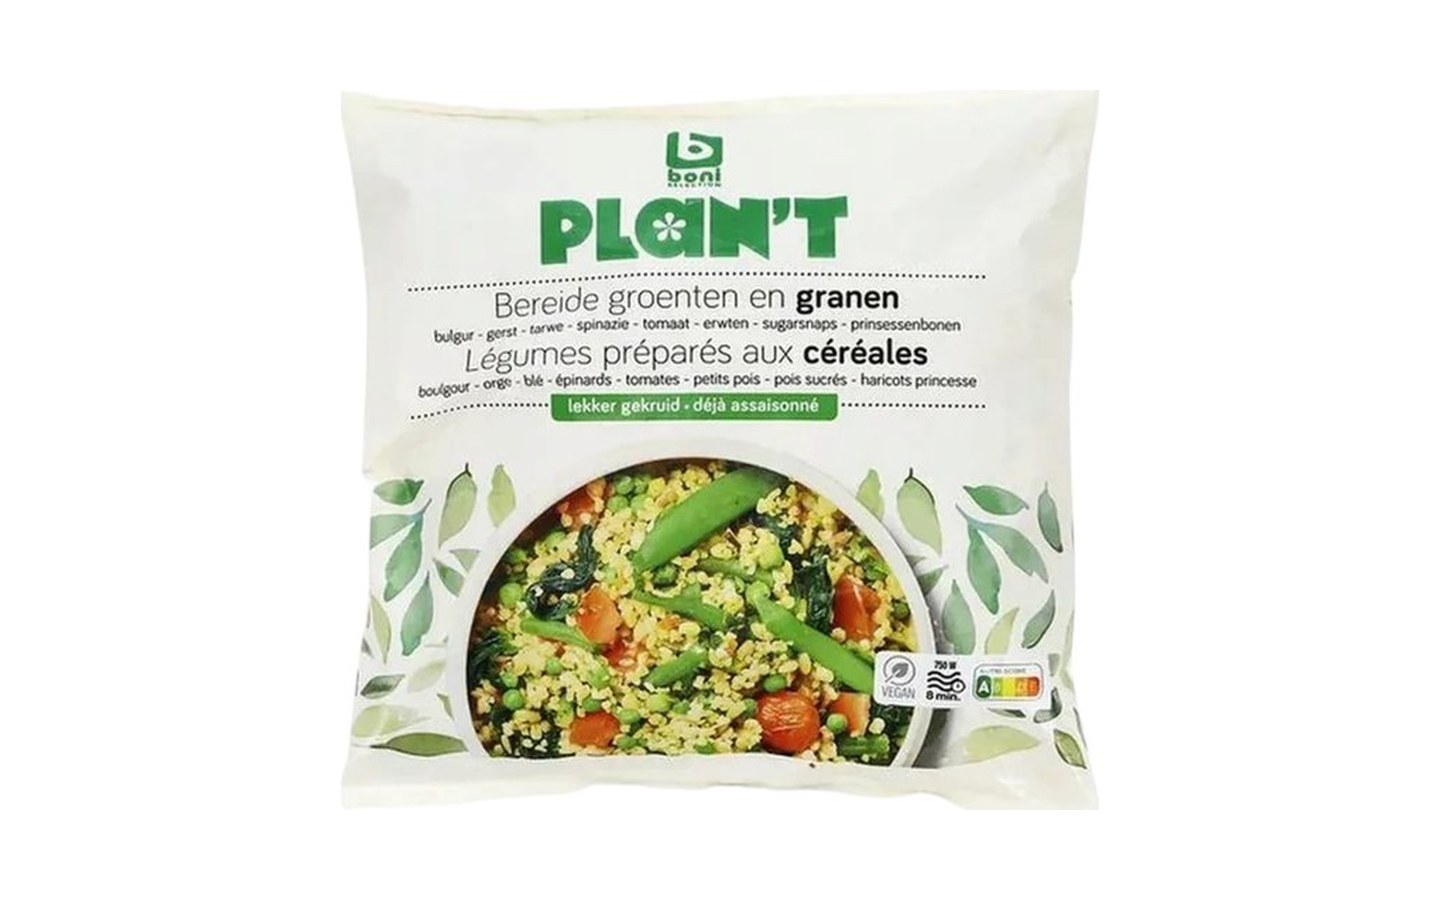 boni
SELECTION
PLAN'T
Bereide groenten en granen
bulgur - gerst - tarwe - spinazie - tomaat - erwten - sugarsnaps - prinsessenbonen
Légumes préparés aux céréales
boulgour - orge - blé - épinards - tomates - petits pois - pois sucrés - haricots princesse
lekker gekruid • déjà assaisonné
VEGAN
750 W
8 min.
NUTRI-SCORE
A